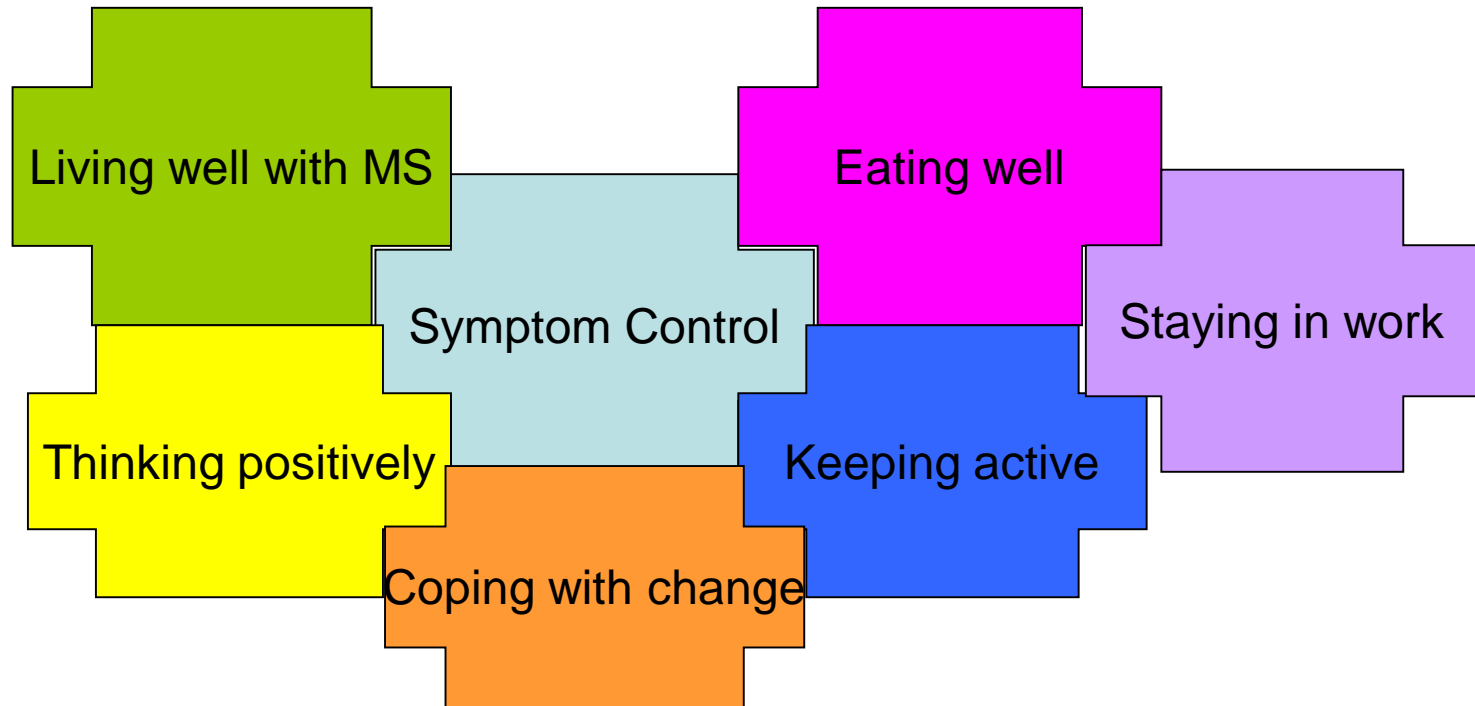 Living well with MS
Eating well
Symptom Control
Staying in work
Thinking positively
Keeping active
Coping with change